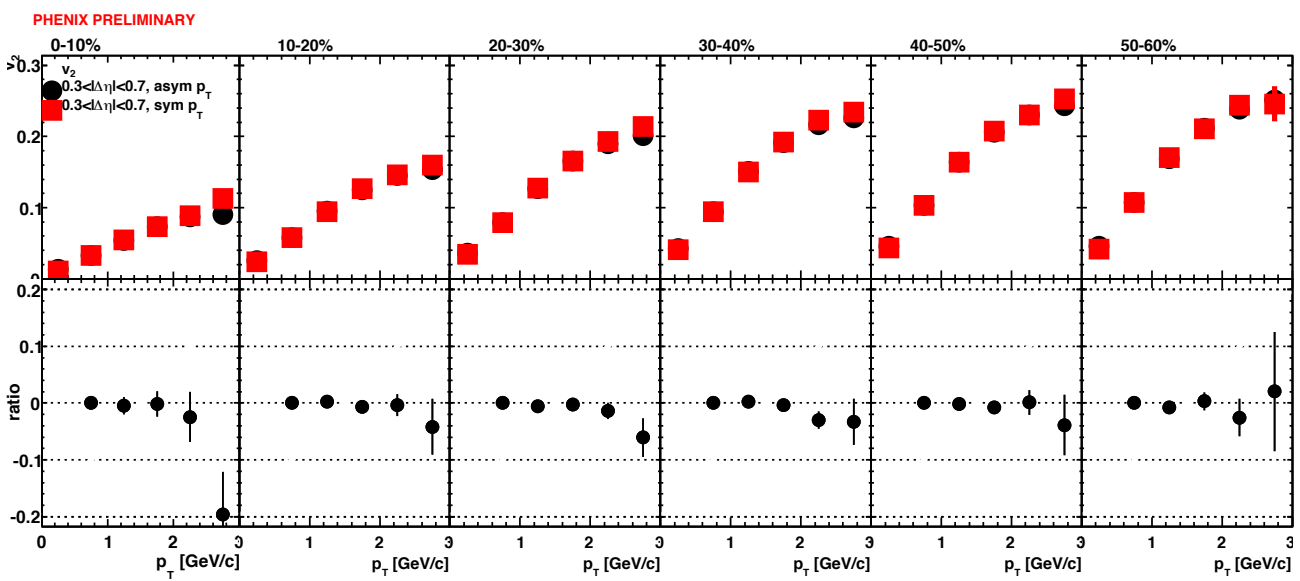 PHENIX PRELIMINARY
0-10% 10-20% 20-30% 30-40% 40-50% 50-60%
v2
0.3
v2
0.3<|Δη|<0.7, asym pT
0.3<|Δη|<0.7, sym pT
0.2
0.1
0
0.2
0.1
ratio
0
-0.1
-0.2
0 1 2 3 1 2 3 1 2 3 1 2 3 1 2 3 1 2 3
pT [GeV/c] pT [GeV/c] pT [GeV/c] pT [GeV/c] pT [GeV/c] pT [GeV/c]